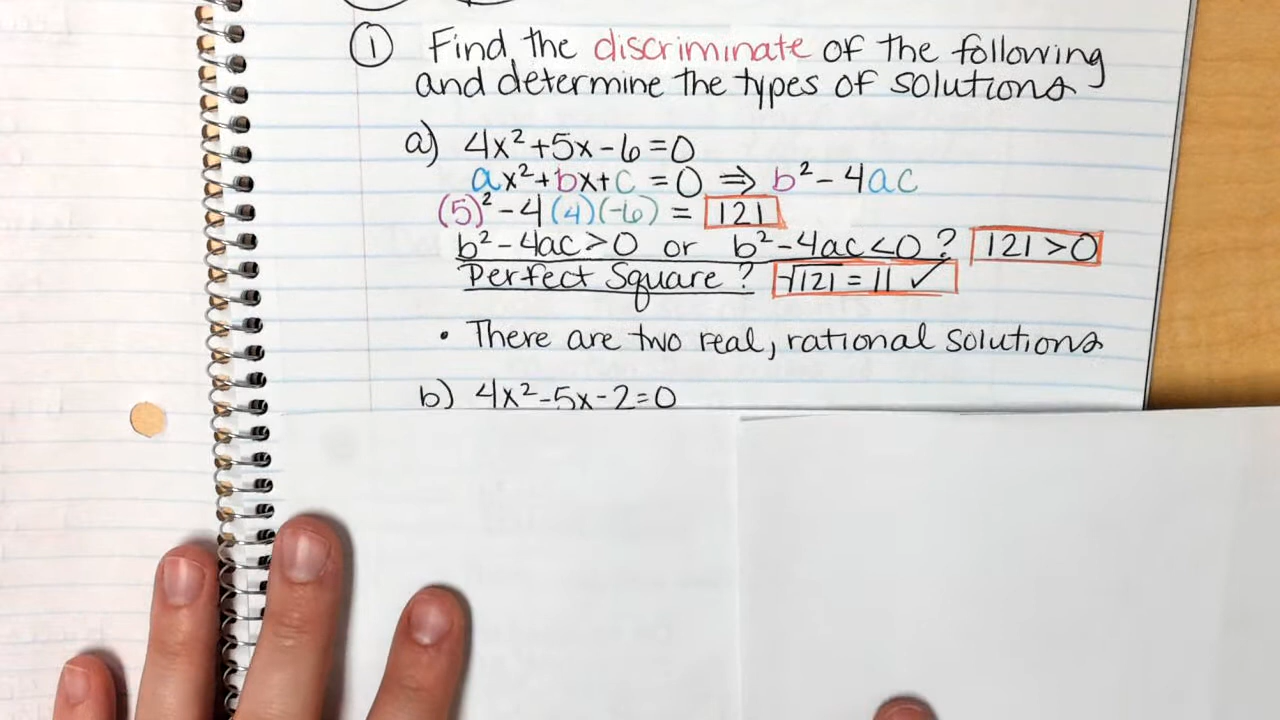 ① Find the discriminate of the following
and determine the types of solutions
a) 4x²+5x-6=0
ax²+bx+c=0 ⇒ b²-4ac
(5)²-4(4)(-6) = 121
b²-4ac>0 or b²-4ac<0? 121>0
Perfect Square? √121 = 11 ✓
• There are two real, rational solutions
b) 4x²-5x-2=0